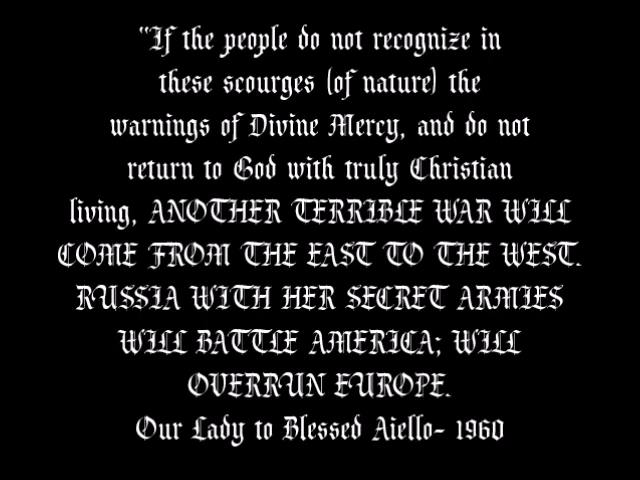 "If the people do not recognize in
these scourges (of nature) the
warnings of Divine Mercy, and do not
return to God with truly Christian
living, ANOTHER TERRIBLE WAR WILL
COME FROM THE EAST TO THE WEST.
RUSSIA WITH HER SECRET ARMIES
WILL BATTLE AMERICA; WILL
OVERRUN EUROPE.
Our Lady to Blessed Aiello- 1960